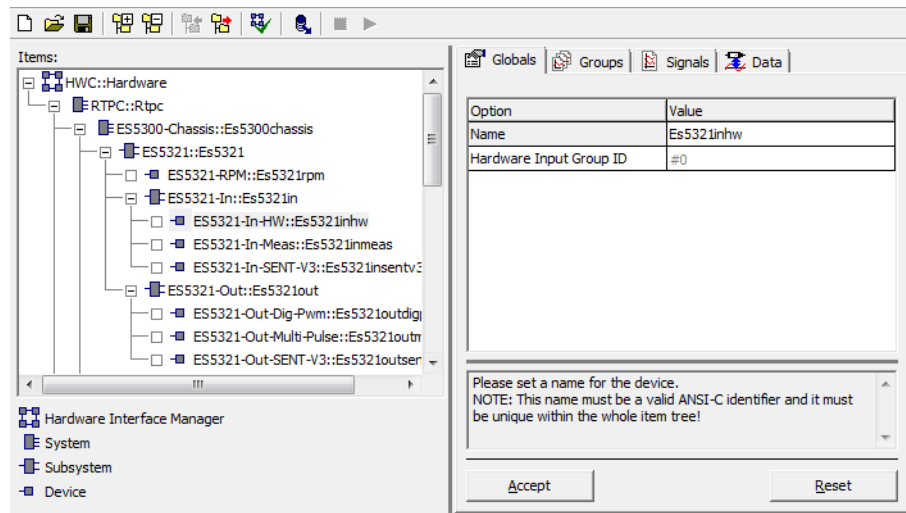 Items:
HWC::Hardware
RTPC::Rtpc
ES5300-Chassis::Es5300chassis
ES5321::Es5321
ES5321-RPM::Es5321rpm
ES5321-In::Es5321in
ES5321-In-HW::Es5321inhw
ES5321-In-Meas::Es5321inmeas
ES5321-In-SENT-V3::Es5321insentv3
ES5321-Out::Es5321out
ES5321-Out-Dig-Pwm::Es5321outdig
ES5321-Out-Multi-Pulse::Es5321outm
ES5321-Out-SENT-V3::Es5321outsen
Hardware Interface Manager
System
Subsystem
Device
Globals Groups Signals Data
Option Value
Name Es5321inhw
Hardware Input Group ID #0
Please set a name for the device.
NOTE: This name must be a valid ANSI-C identifier and it must
be unique within the whole item tree!
Accept Reset